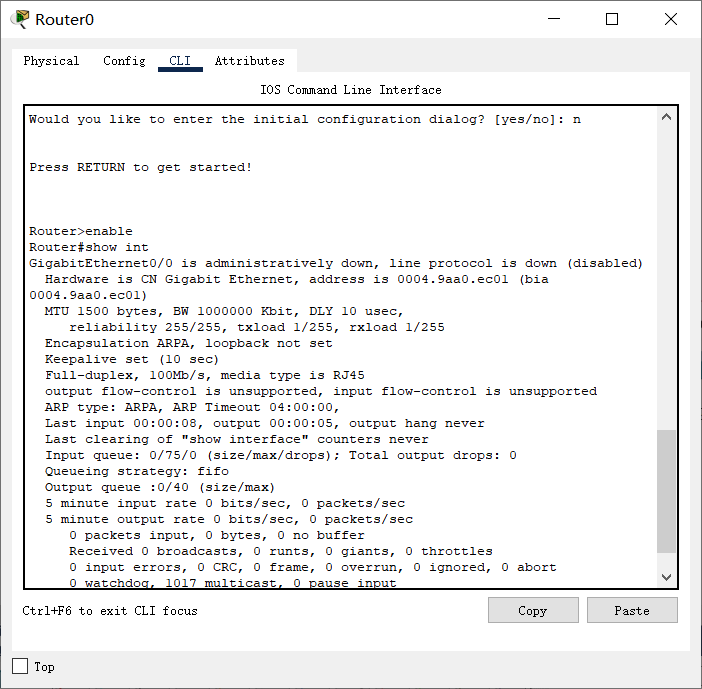 Router0
Physical Config CLI Attributes
IOS Command Line Interface
Would you like to enter the initial configuration dialog? [yes/no]: n
Press RETURN to get started!
Router>enable
Router#show int
GigabitEthernet0/0 is administratively down, line protocol is down (disabled)
  Hardware is CN Gigabit Ethernet, address is 0004.9aa0.ec01 (bia
0004.9aa0.ec01)
  MTU 1500 bytes, BW 1000000 Kbit, DLY 10 usec,
     reliability 255/255, txload 1/255, rxload 1/255
  Encapsulation ARPA, loopback not set
  Keepalive set (10 sec)
  Full-duplex, 100Mb/s, media type is RJ45
  output flow-control is unsupported, input flow-control is unsupported
  ARP type: ARPA, ARP Timeout 04:00:00,
  Last input 00:00:08, output 00:00:05, output hang never
  Last clearing of "show interface" counters never
  Input queue: 0/75/0 (size/max/drops); Total output drops: 0
  Queueing strategy: fifo
  Output queue :0/40 (size/max)
  5 minute input rate 0 bits/sec, 0 packets/sec
  5 minute output rate 0 bits/sec, 0 packets/sec
     0 packets input, 0 bytes, 0 no buffer
     Received 0 broadcasts, 0 runts, 0 giants, 0 throttles
     0 input errors, 0 CRC, 0 frame, 0 overrun, 0 ignored, 0 abort
     0 watchdog, 1017 multicast, 0 pause input
Ctrl+F6 to exit CLI focus
Copy Paste
Top